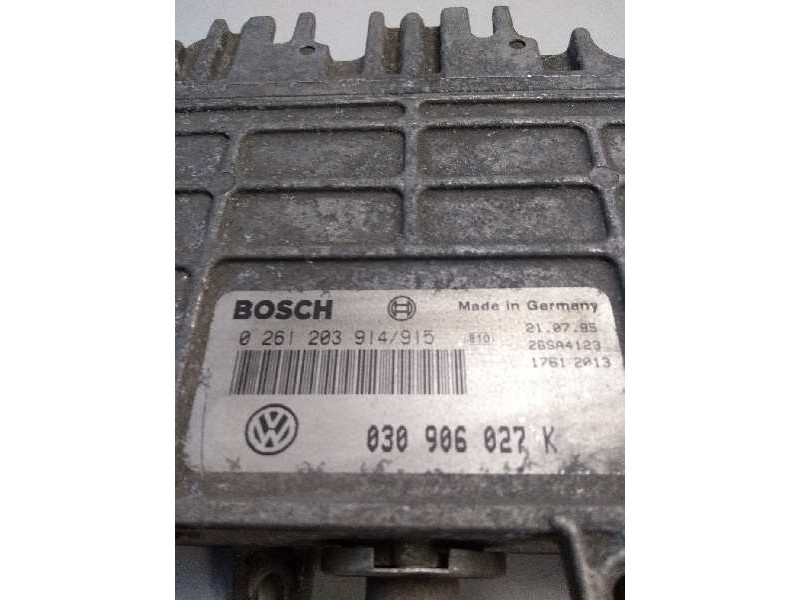 BOSCH
Made in Germany
0 261 203 914/915
810
21.07.95
26SA4123
1761 2013
030 906 027 K